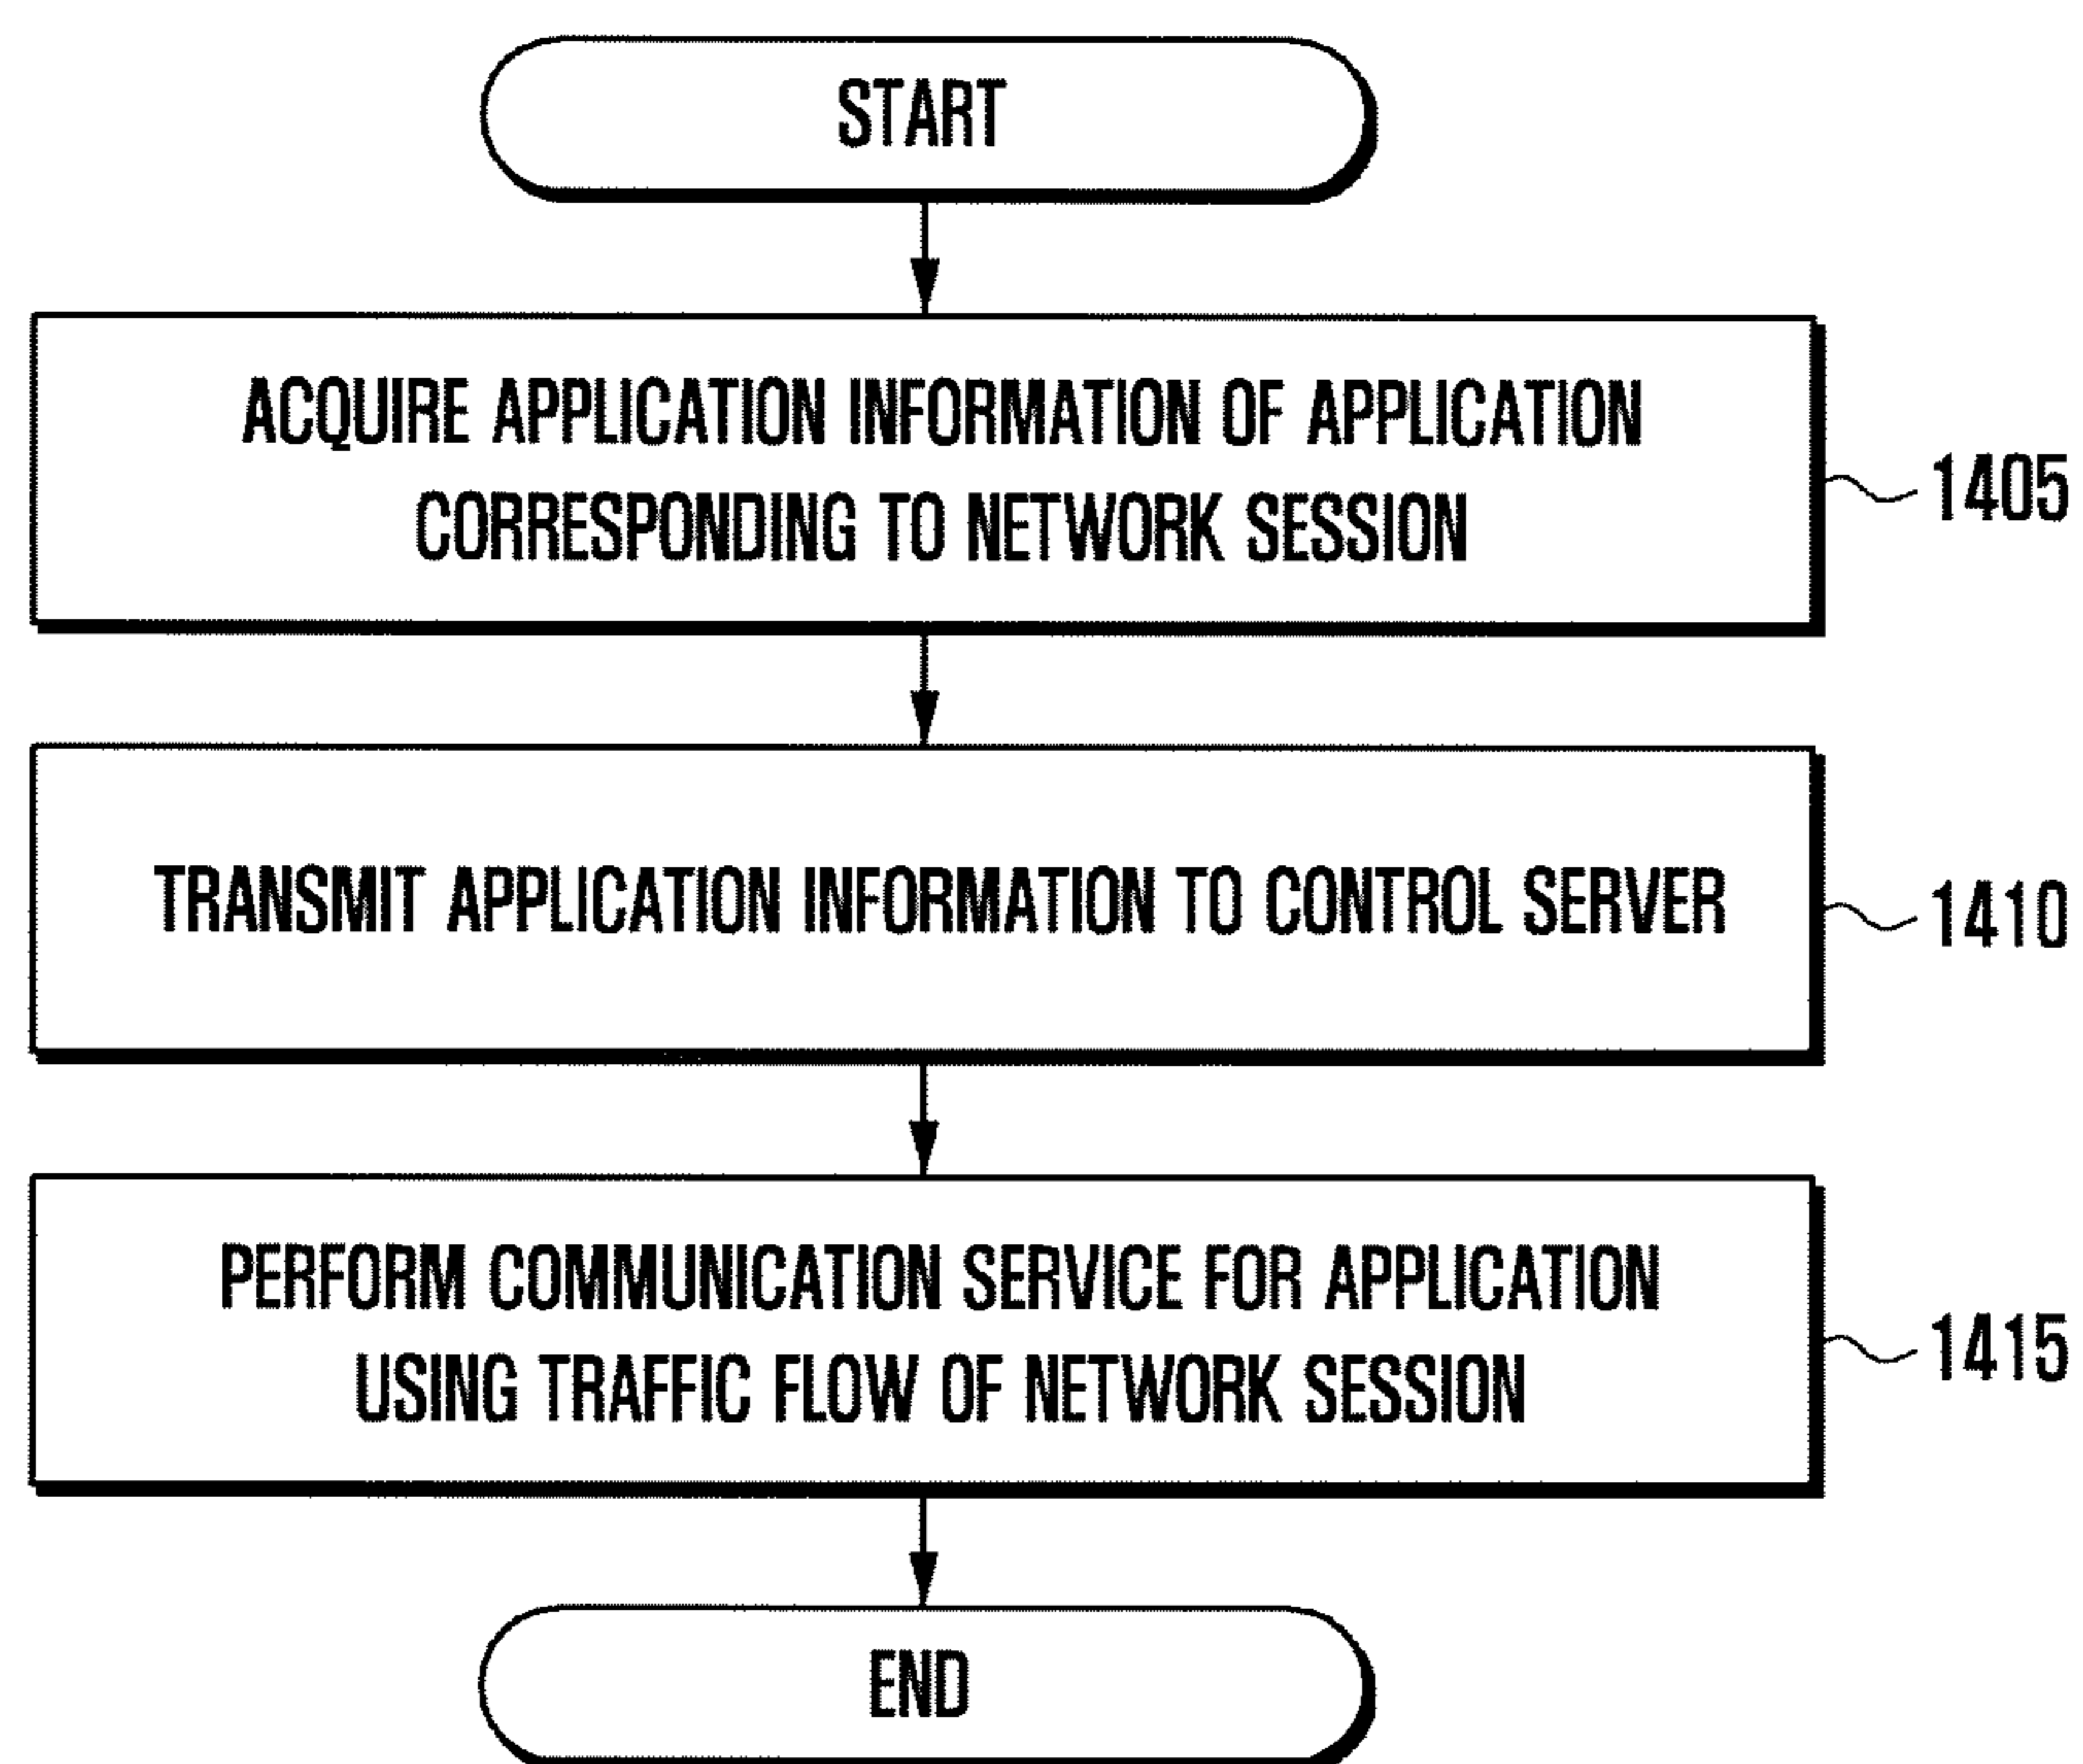 START
ACQUIRE APPLICATION INFORMATION OF APPLICATION
CORRESPONDING TO NETWORK SESSION
1405
TRANSMIT APPLICATION INFORMATION TO CONTROL SERVER
1410
PERFORM COMMUNICATION SERVICE FOR APPLICATION
USING TRAFFIC FLOW OF NETWORK SESSION
1415
END